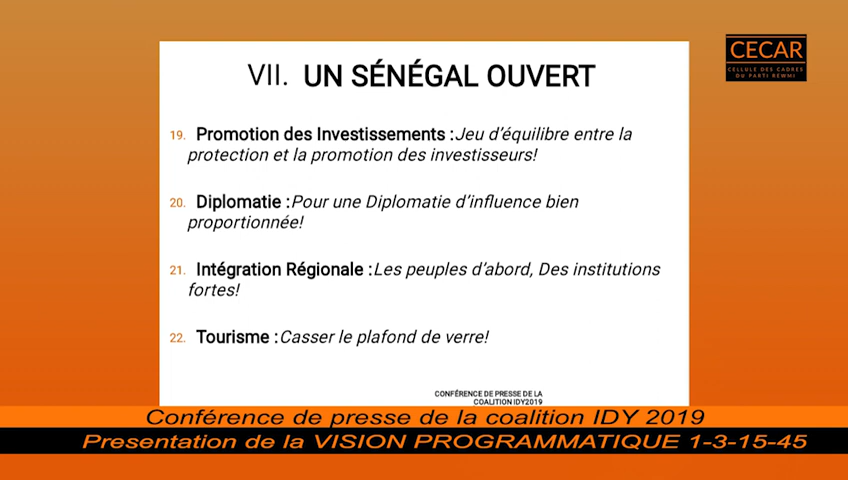 CECAR
CELLULE DES CADRES
DU PARTI REWMI
VII. UN SÉNÉGAL OUVERT
19. Promotion des Investissements : Jeu d'équilibre entre la
protection et la promotion des investisseurs!
20. Diplomatie : Pour une Diplomatie d'influence bien
proportionnée!
21. Intégration Régionale : Les peuples d'abord, Des institutions
fortes!
22. Tourisme : Casser le plafond de verre!
CONFÉRENCE DE PRESSE DE LA
COALITION IDY2019
Conférence de presse de la coalition IDY 2019
Presentation de la VISION PROGRAMMATIQUE 1-3-15-45